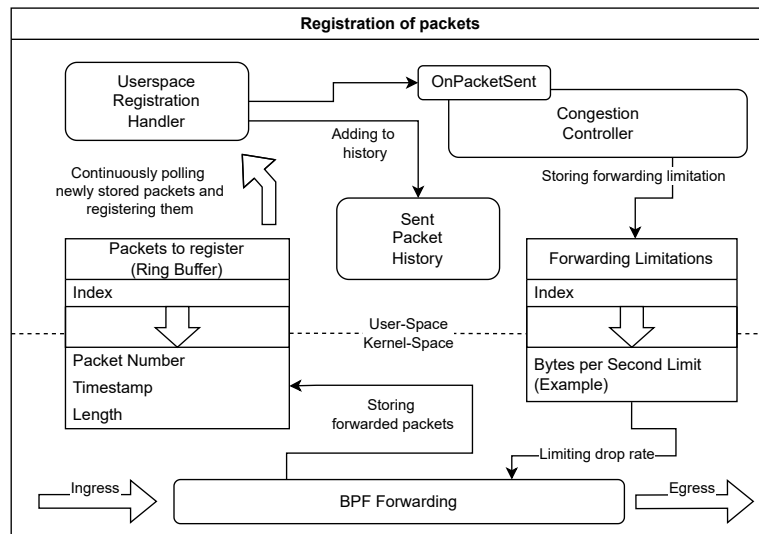 Registration of packets
Userspace
Registration
Handler
OnPacketSent
Congestion
Controller
Adding to
history
Continuously polling
newly stored packets and
registering them
Storing forwarding limitation
Sent
Packet
History
Packets to register
(Ring Buffer)
Index
Forwarding Limitations
Index
User-Space
Kernel-Space
Packet Number
Timestamp
Length
Bytes per Second Limit
(Example)
Storing
forwarded packets
Limiting drop rate
Ingress
BPF Forwarding
Egress